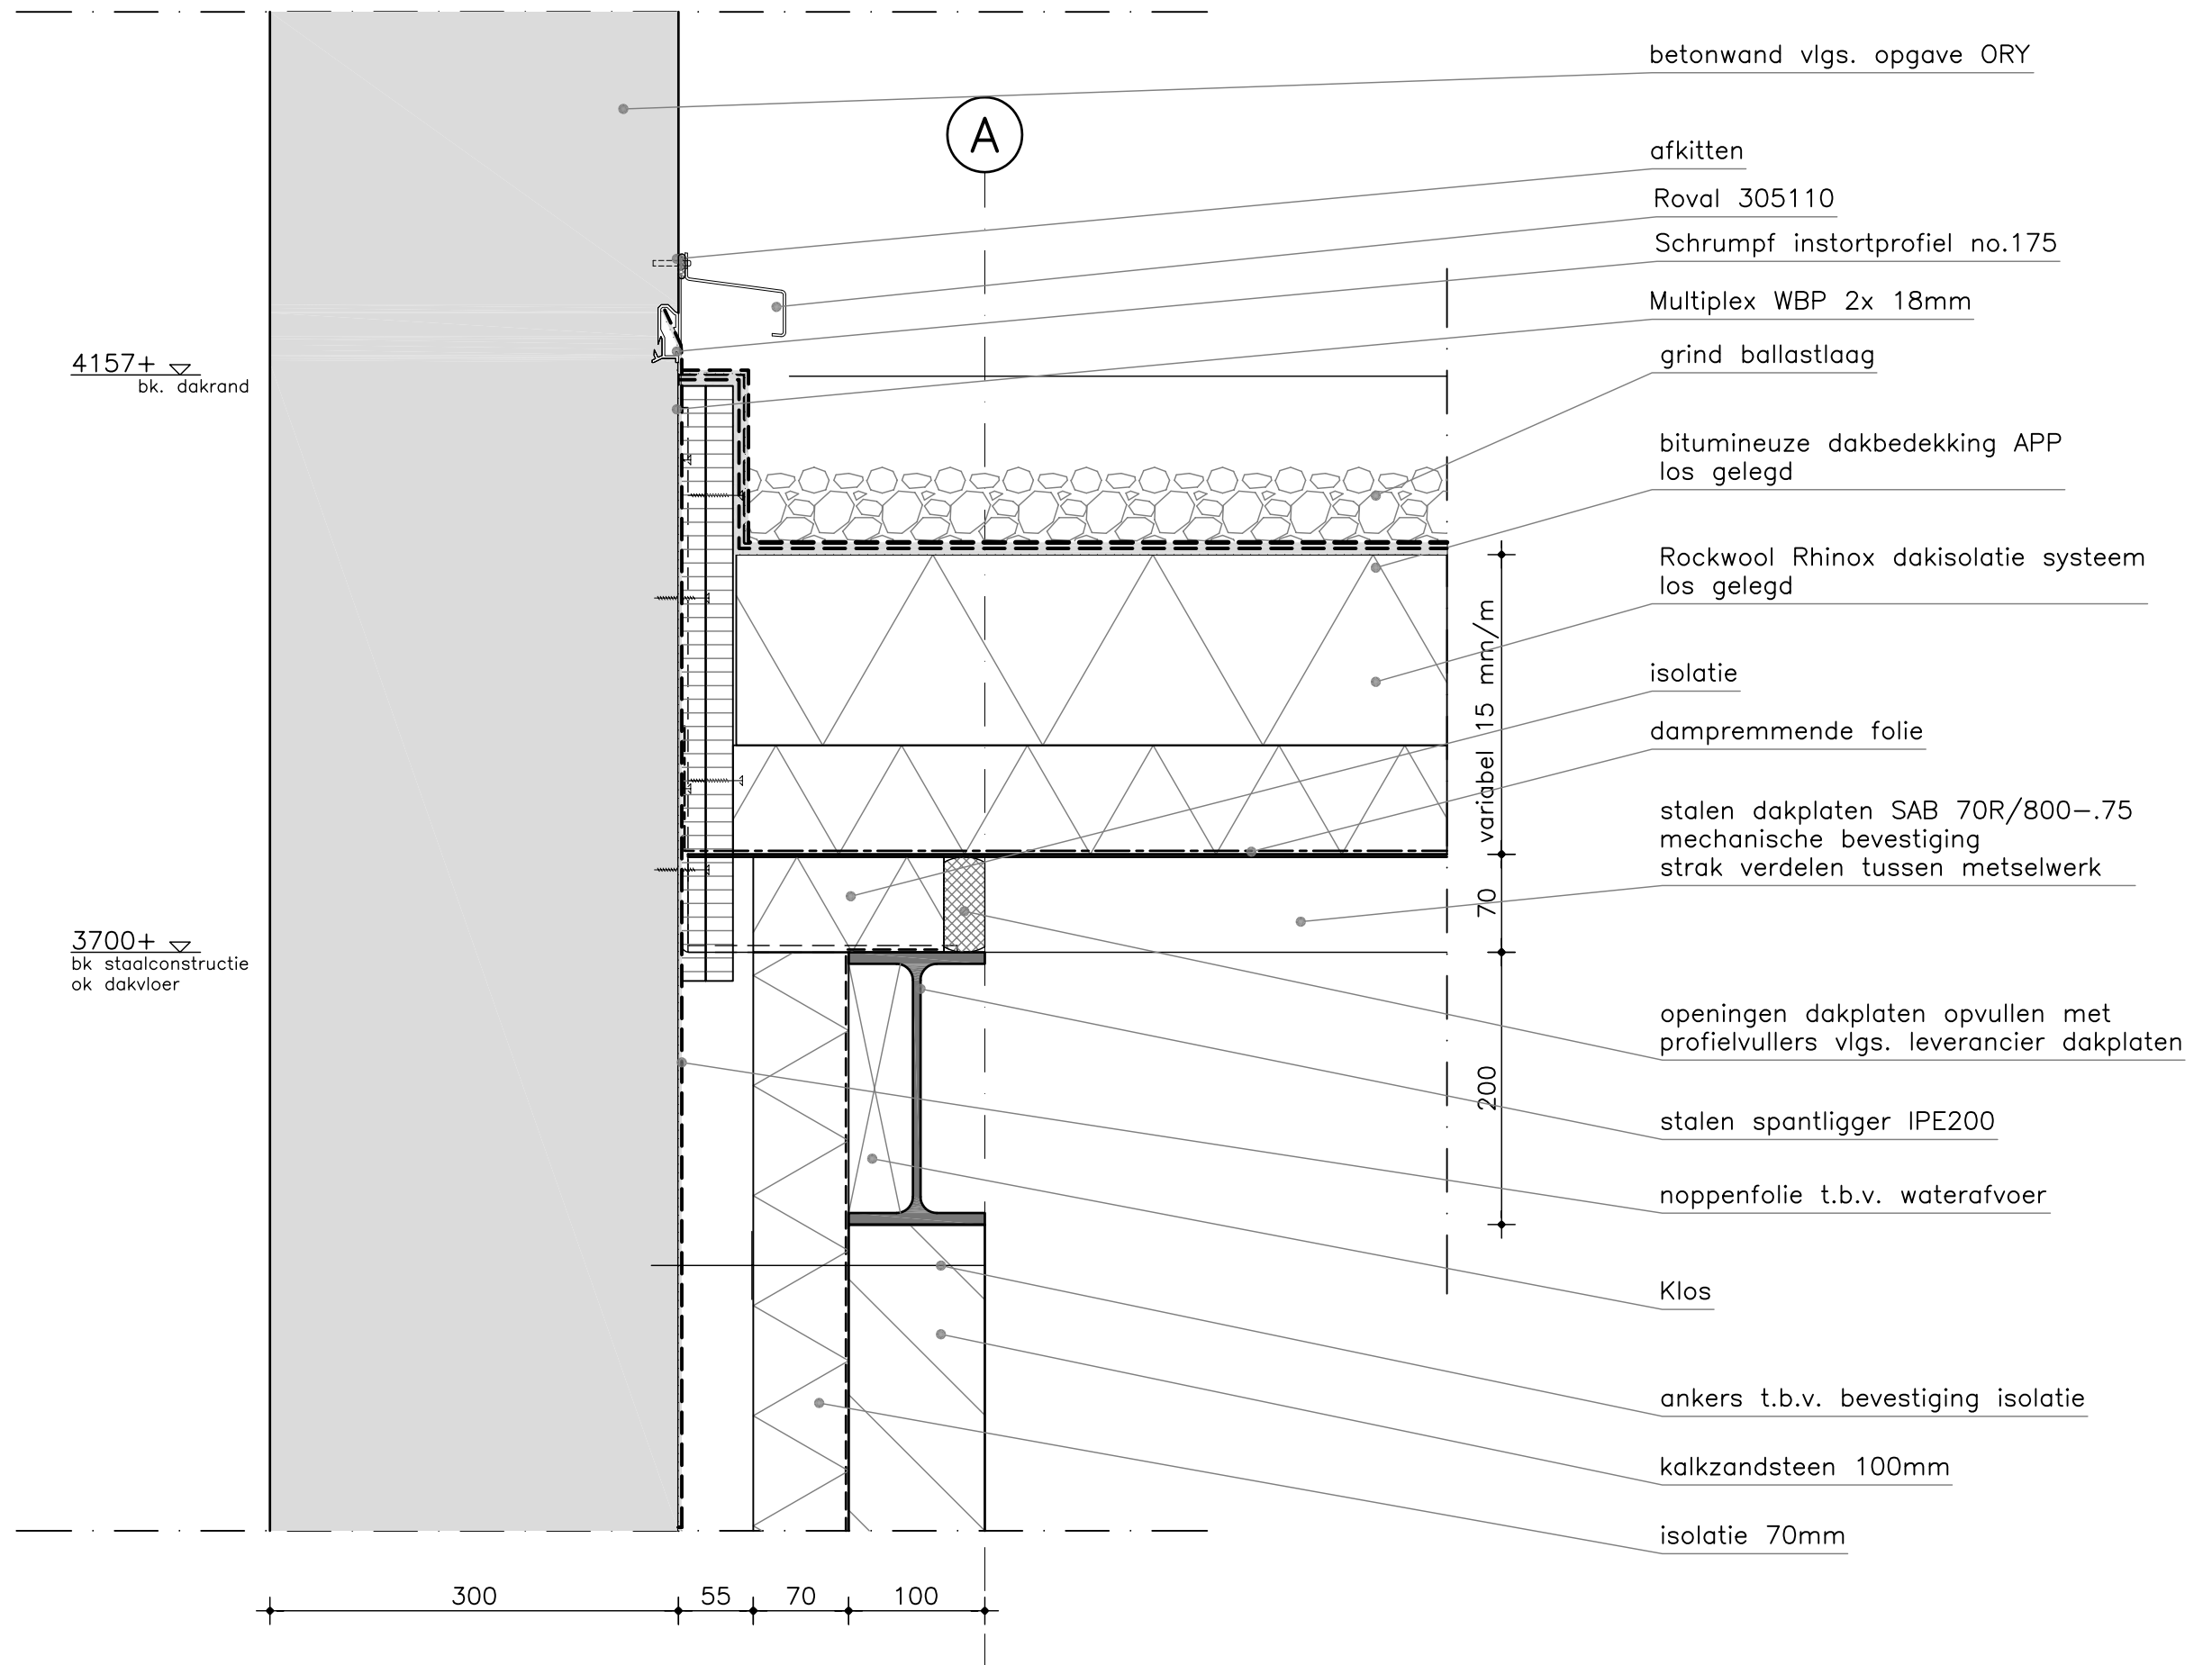 betonwand vlgs. opgave ORY
A
afkitten
Roval 305110
Schrumpf instortprofiel no.175
Multiplex WBP 2x 18mm
grind ballastlaag
4157+
bk. dakrand
bitumineuze dakbedekking APP
los gelegd
Rockwool Rhinox dakisolatie systeem
los gelegd
variabel 15 mm/m
isolatie
dampremmende folie
stalen dakplaten SAB 70R/800-.75
mechanische bevestiging
strak verdelen tussen metselwerk
70
3700+
bk staalconstructie
ok dakvloer
openingen dakplaten opvullen met
profielvullers vlgs. leverancier dakplaten
200
stalen spantligger IPE200
noppenfolie t.b.v. waterafvoer
Klos
ankers t.b.v. bevestiging isolatie
kalkzandsteen 100mm
isolatie 70mm
300 55 70 100